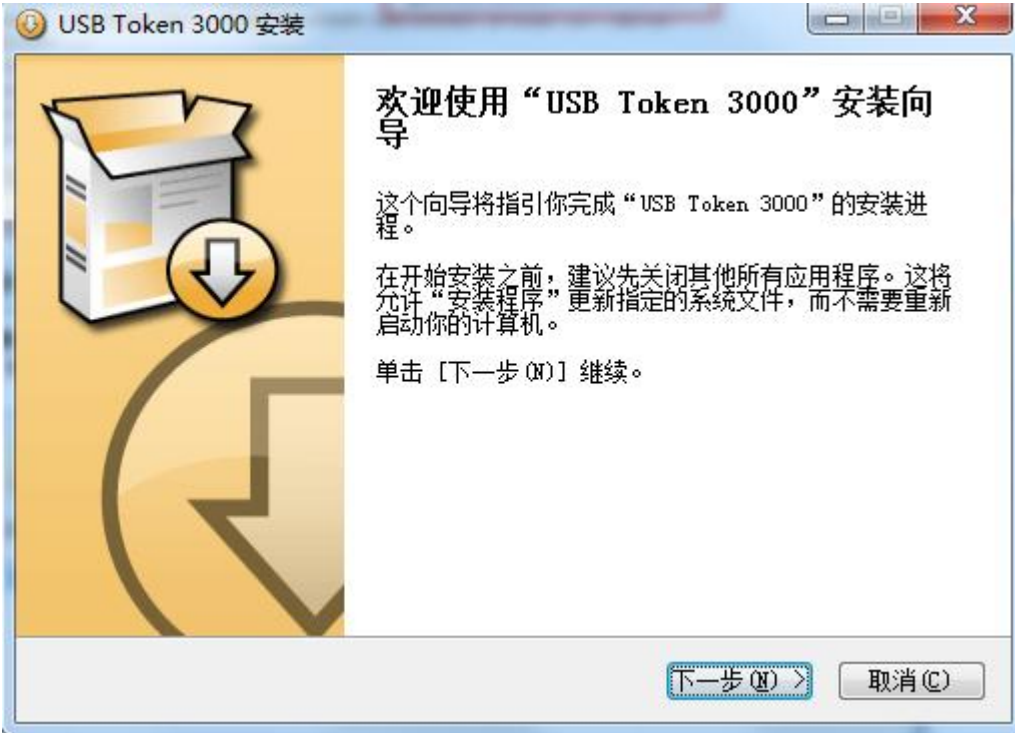 USB Token 3000 安装
欢迎使用“USB Token 3000”安装向
导
这个向导将指引你完成“USB Token 3000”的安装进
程。
在开始安装之前，建议先关闭其他所有应用程序。这将
允许“安装程序”更新指定的系统文件，而不需要重新
启动你的计算机。
单击 [下一步(N)] 继续。
下一步(N) >
取消(C)